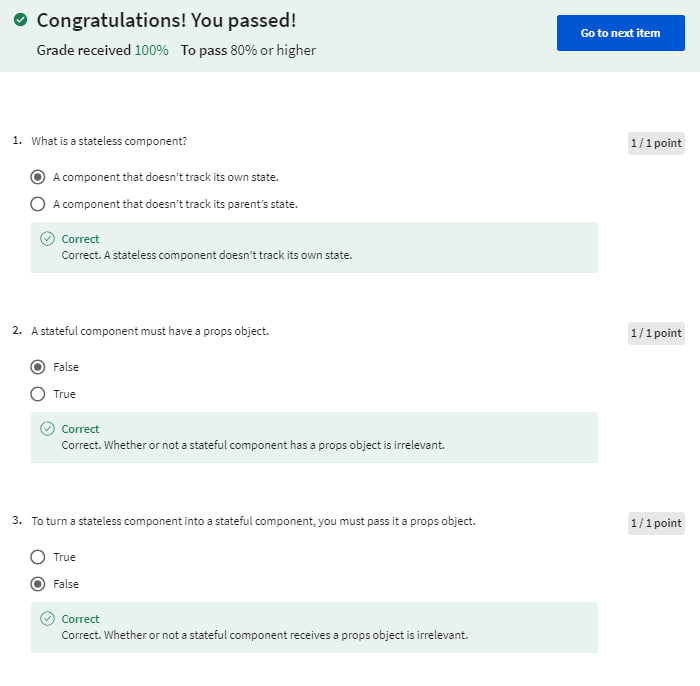 Congratulations! You passed!
Grade received 100% To pass 80% or higher
Go to next item
1. What is a stateless component?
1 / 1 point
A component that doesn't track its own state.
A component that doesn't track its parent's state.
Correct
Correct. A stateless component doesn't track its own state.
2. A stateful component must have a props object.
1 / 1 point
False
True
Correct
Correct. Whether or not a stateful component has a props object is irrelevant.
3. To turn a stateless component into a stateful component, you must pass it a props object.
1 / 1 point
True
False
Correct
Correct. Whether or not a stateful component receives a props object is irrelevant.